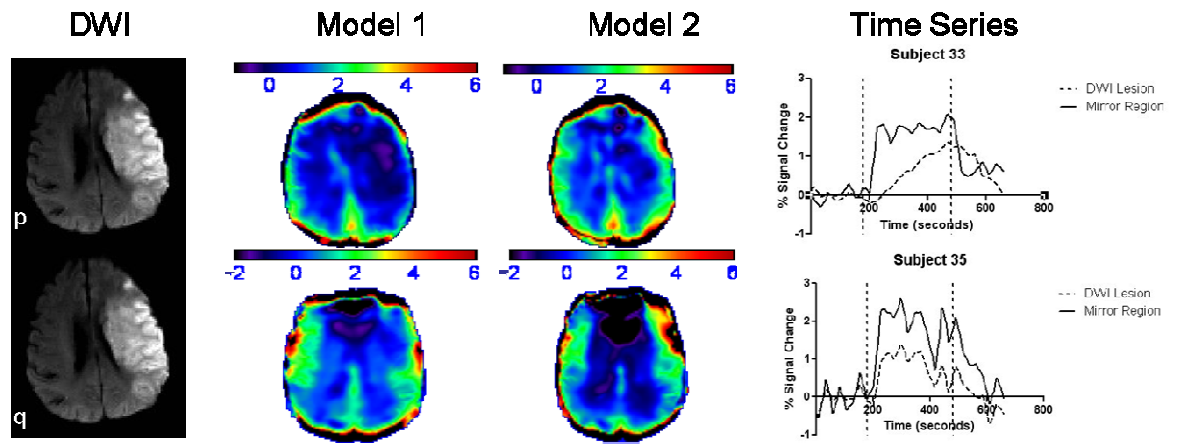 DWI Model 1 Model 2 Time Series
Subject 33
0 2 4 6
0 2 4 6
3
2
1
0
-1
% Signal Change
200 400 600 800
Time (seconds)
DWI Lesion
Mirror Region
p
-2 0 2 4 6
-2 0 2 4 6
Subject 35
3
2
1
0
-1
% Signal Change
200 400 600 800
Time (seconds)
DWI Lesion
Mirror Region
q